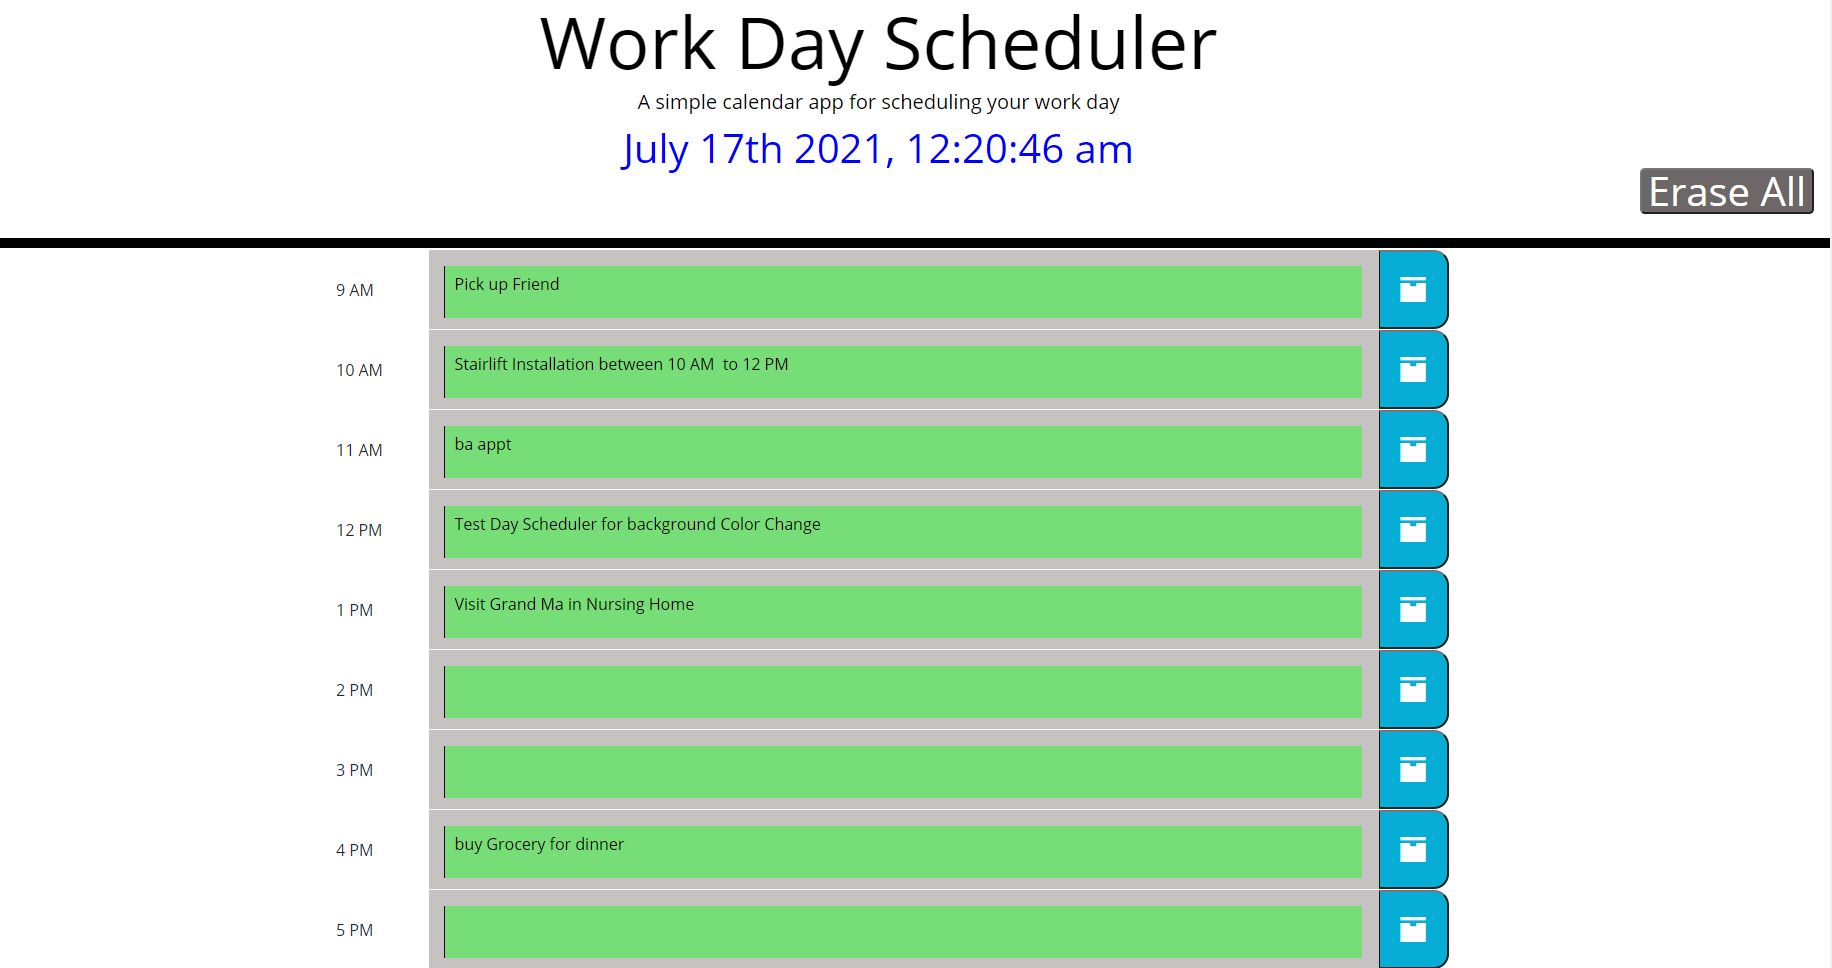 Work Day Scheduler
A simple calendar app for scheduling your work day
July 17th 2021, 12:20:46 am
Erase All
9 AM Pick up Friend
10 AM Stairlift Installation between 10 AM  to 12 PM
11 AM ba appt
12 PM Test Day Scheduler for background Color Change
1 PM Visit Grand Ma in Nursing Home
2 PM
3 PM
4 PM buy Grocery for dinner
5 PM